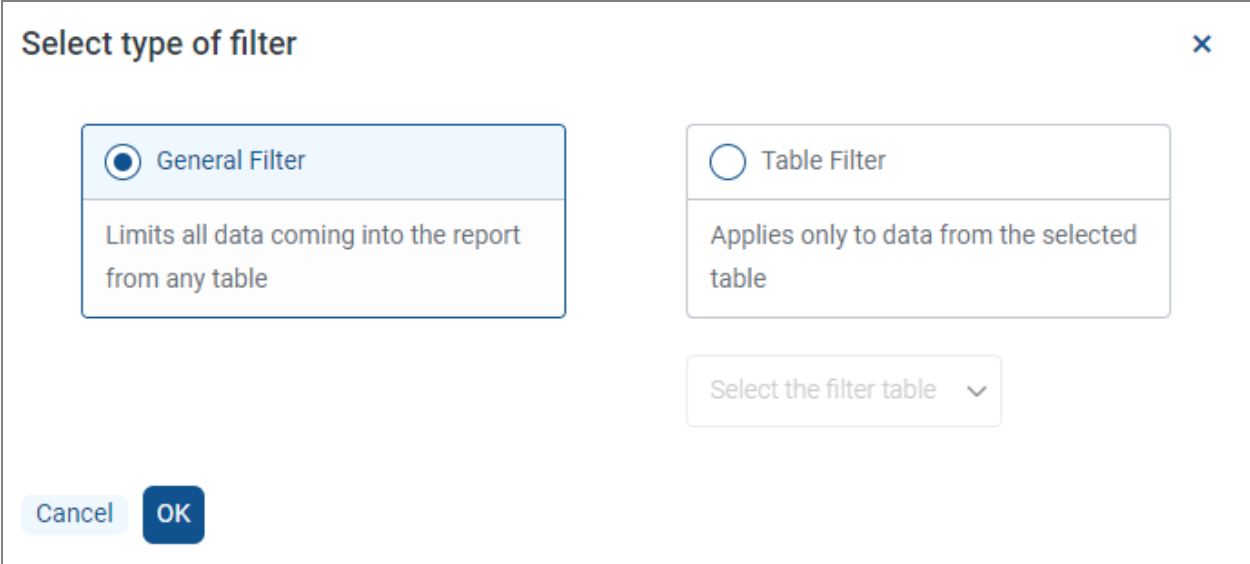 Select type of filter
General Filter
Limits all data coming into the report
from any table
Table Filter
Applies only to data from the selected
table
Select the filter table
Cancel
OK